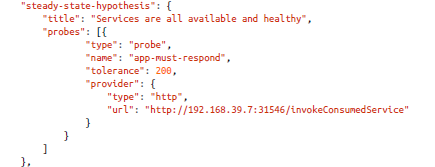 "steady-state-hypothesis": {
"title": "Services are all available and healthy",
"probes": [{
"type": "probe",
"name": "app-must-respond",
"tolerance": 200,
"provider": {
"type": "http",
"url": "http://192.168.39.7:31546/invokeConsumedService"
}
}
]
},